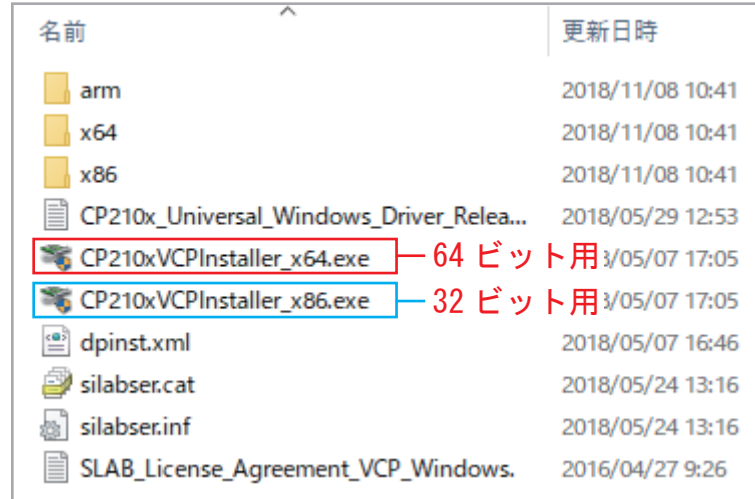 名前 更新日時
arm 2018/11/08 10:41
x64 2018/11/08 10:41
x86 2018/11/08 10:41
CP210x_Universal_Windows_Driver_Relea... 2018/05/29 12:53
CP210xVCPInstaller_x64.exe 64 ビット用 3/05/07 17:05
CP210xVCPInstaller_x86.exe 32 ビット用 3/05/07 17:05
dpinst.xml 2018/05/07 16:46
silabser.cat 2018/05/24 13:16
silabser.inf 2018/05/24 13:16
SLAB_License_Agreement_VCP_Windows. 2016/04/27 9:26